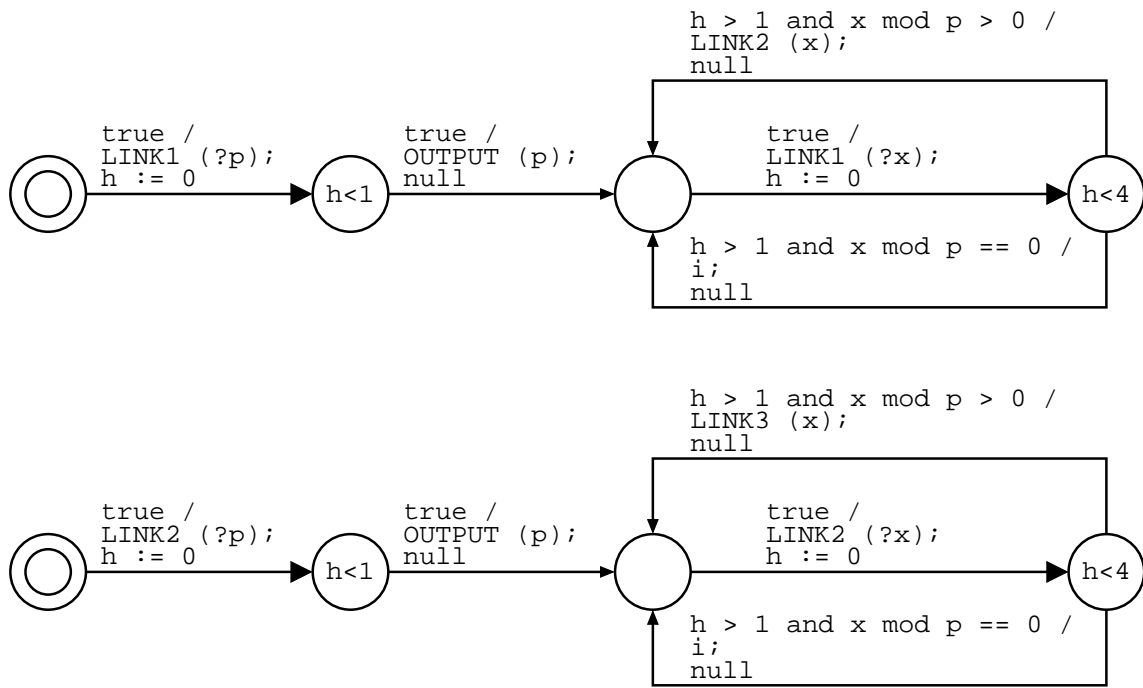 h > 1 and x mod p > 0 /
LINK2 (x);
null
true /
LINK1 (?p);
h := 0
true /
OUTPUT (p);
null
true /
LINK1 (?x);
h := 0
h<1
h<4
h > 1 and x mod p == 0 /
i;
null
h > 1 and x mod p > 0 /
LINK3 (x);
null
true /
LINK2 (?p);
h := 0
true /
OUTPUT (p);
null
true /
LINK2 (?x);
h := 0
h<1
h<4
h > 1 and x mod p == 0 /
i;
null